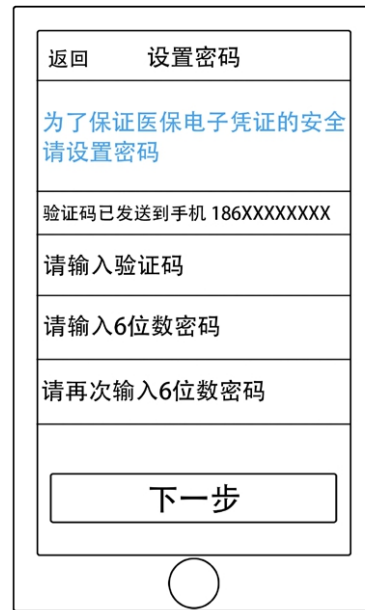 返回 设置密码
为了保证医保电子凭证的安全
请设置密码
验证码已发送到手机 186XXXXXXXX
请输入验证码
请输入6位数密码
请再次输入6位数密码
下一步